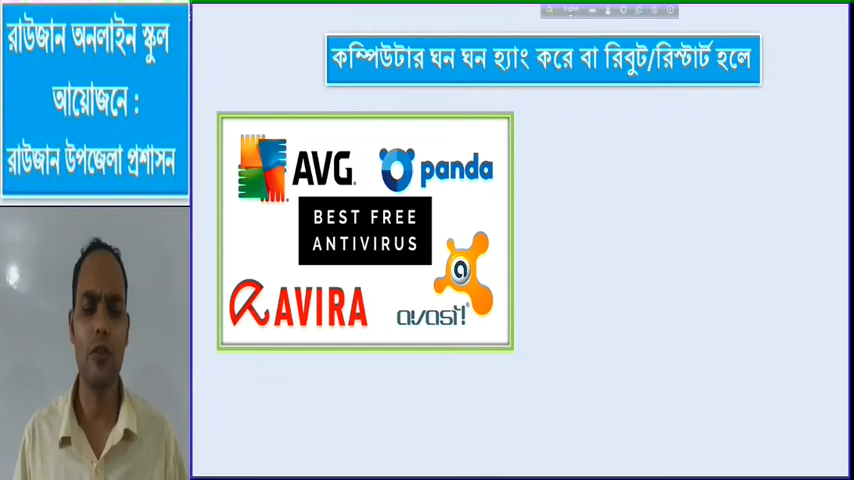 রাউজান অনলাইন স্কুল
আয়োজনে :
রাউজান উপজেলা প্রশাসন
কম্পিউটার ঘন ঘন হ্যাং করে বা রিবুট/রিস্টার্ট হলে
AVG
panda
BEST FREE
ANTIVIRUS
AVIRA
avast!